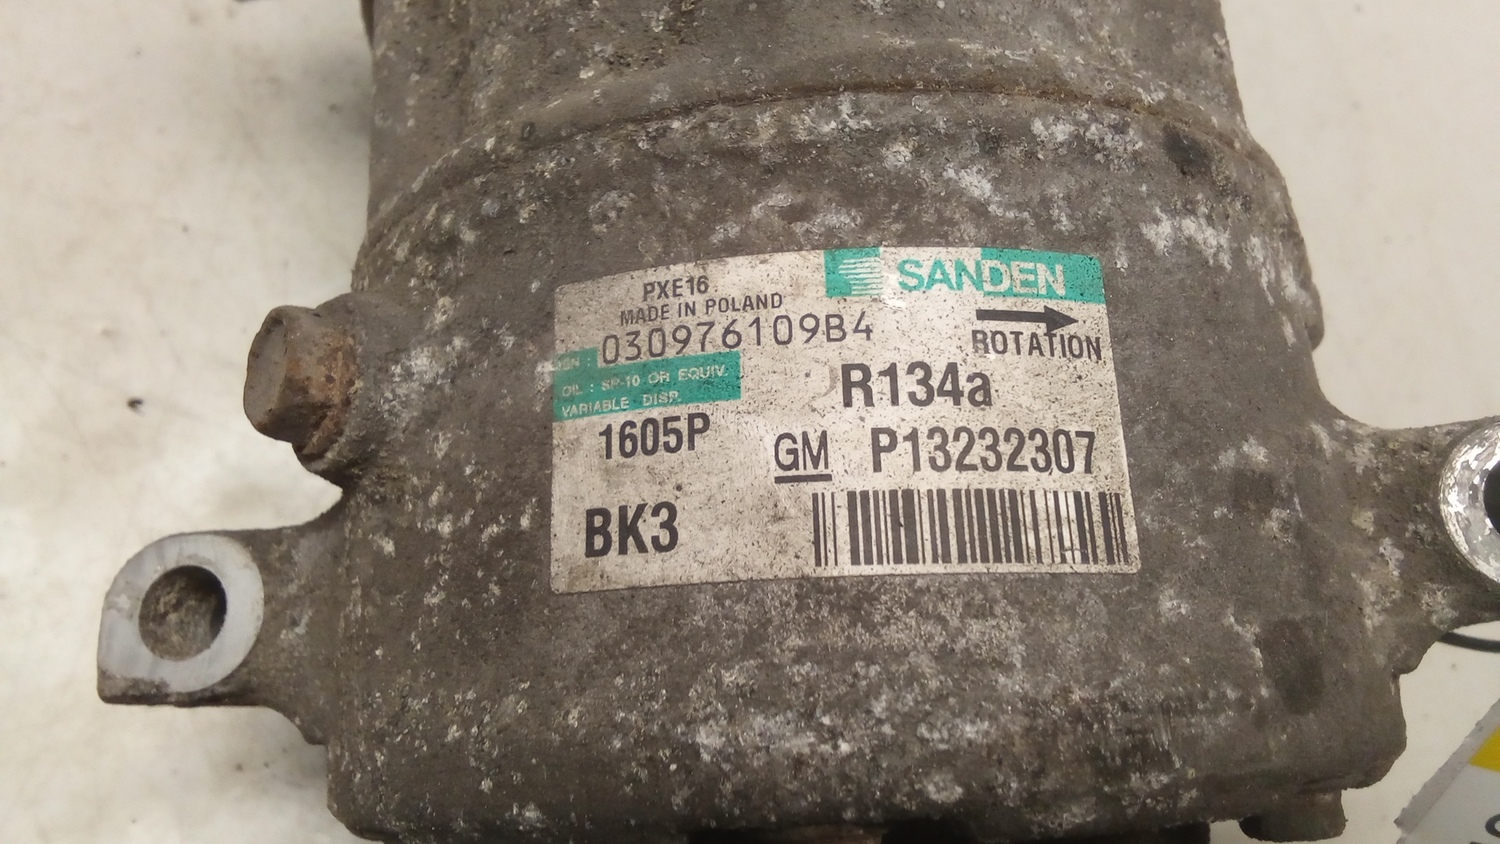 PXE16
MADE IN POLAND
SANDEN
030976109B4
ROTATION
OIL : SP-10 OR EQUIV.
VARIABLE DISP.
R134a
1605P
GM P13232307
BK3